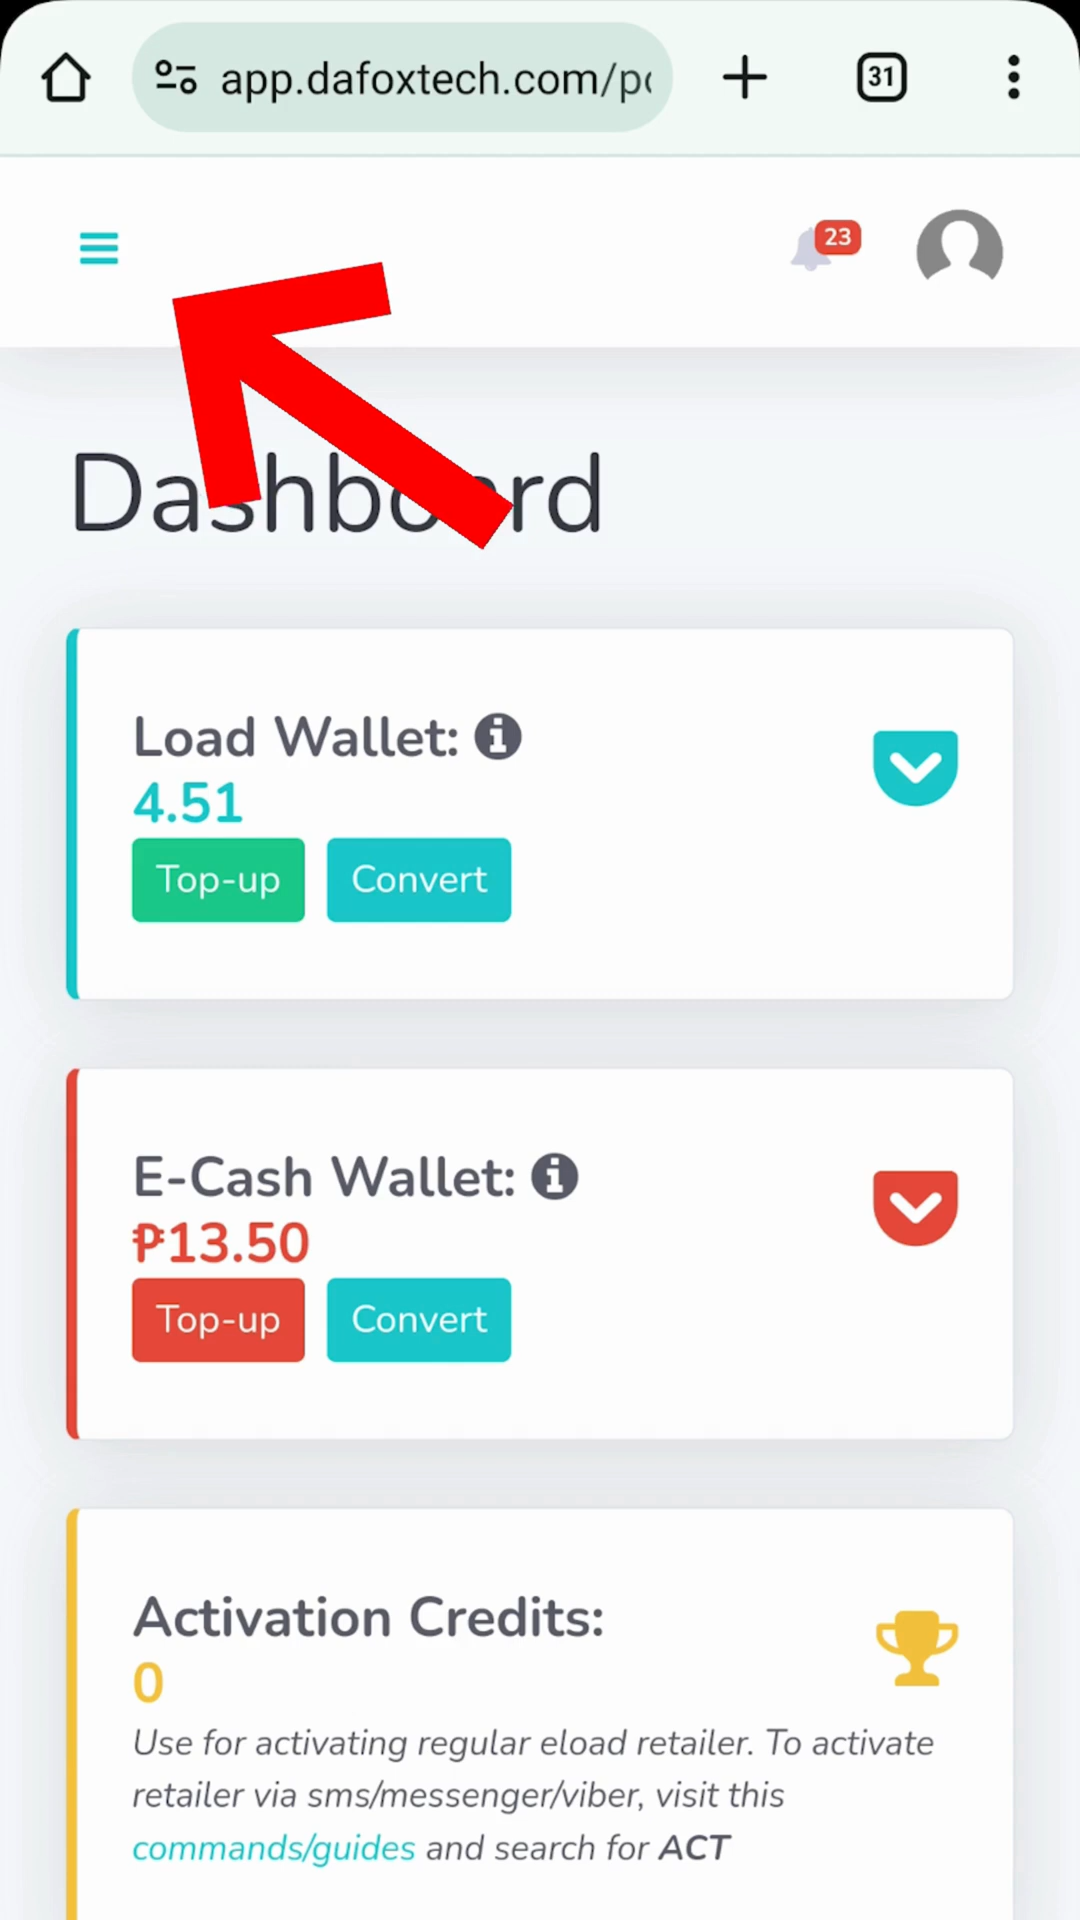 app.dafoxtech.com/po
31
23
Dashboard
Load Wallet:
4.51
Top-up Convert
E-Cash Wallet:
₱13.50
Top-up Convert
Activation Credits:
0
Use for activating regular eload retailer. To activate
retailer via sms/messenger/viber, visit this
commands/guides and search for ACT